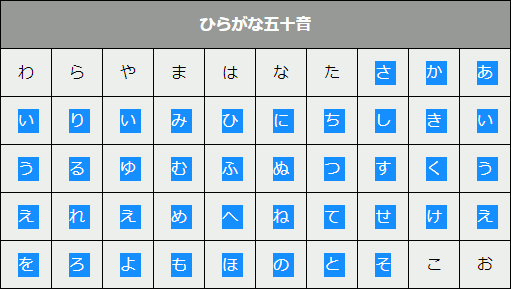 ひらがな五十音
わ ら や ま は な た さ か あ
い り い み ひ に ち し き い
う る ゆ む ふ ぬ つ す く う
え れ え め へ ね て せ け え
を ろ よ も ほ の と そ こ お